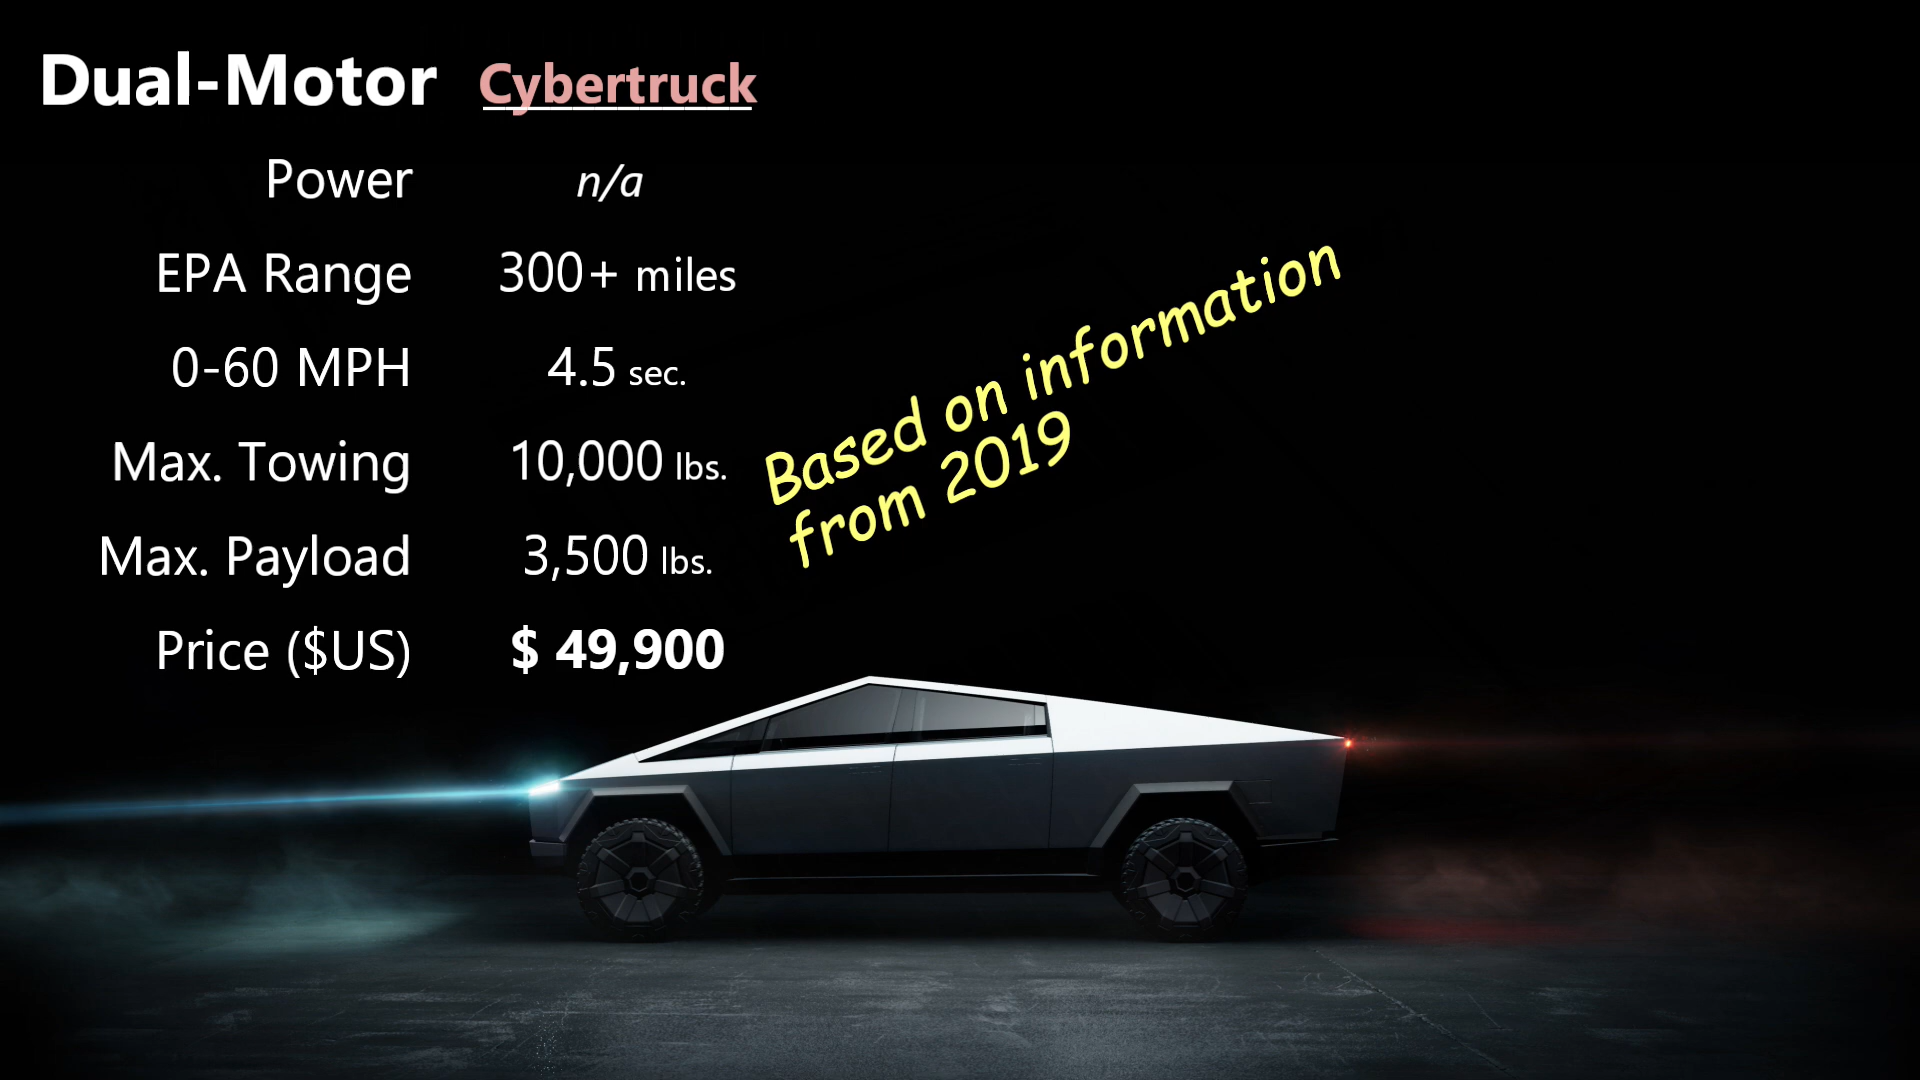 Dual-Motor Cybertruck
Power n/a
EPA Range 300+ miles
0-60 MPH 4.5 sec.
Max. Towing 10,000 lbs.
Max. Payload 3,500 lbs.
Price ($US) $ 49,900
Based on information
from 2019